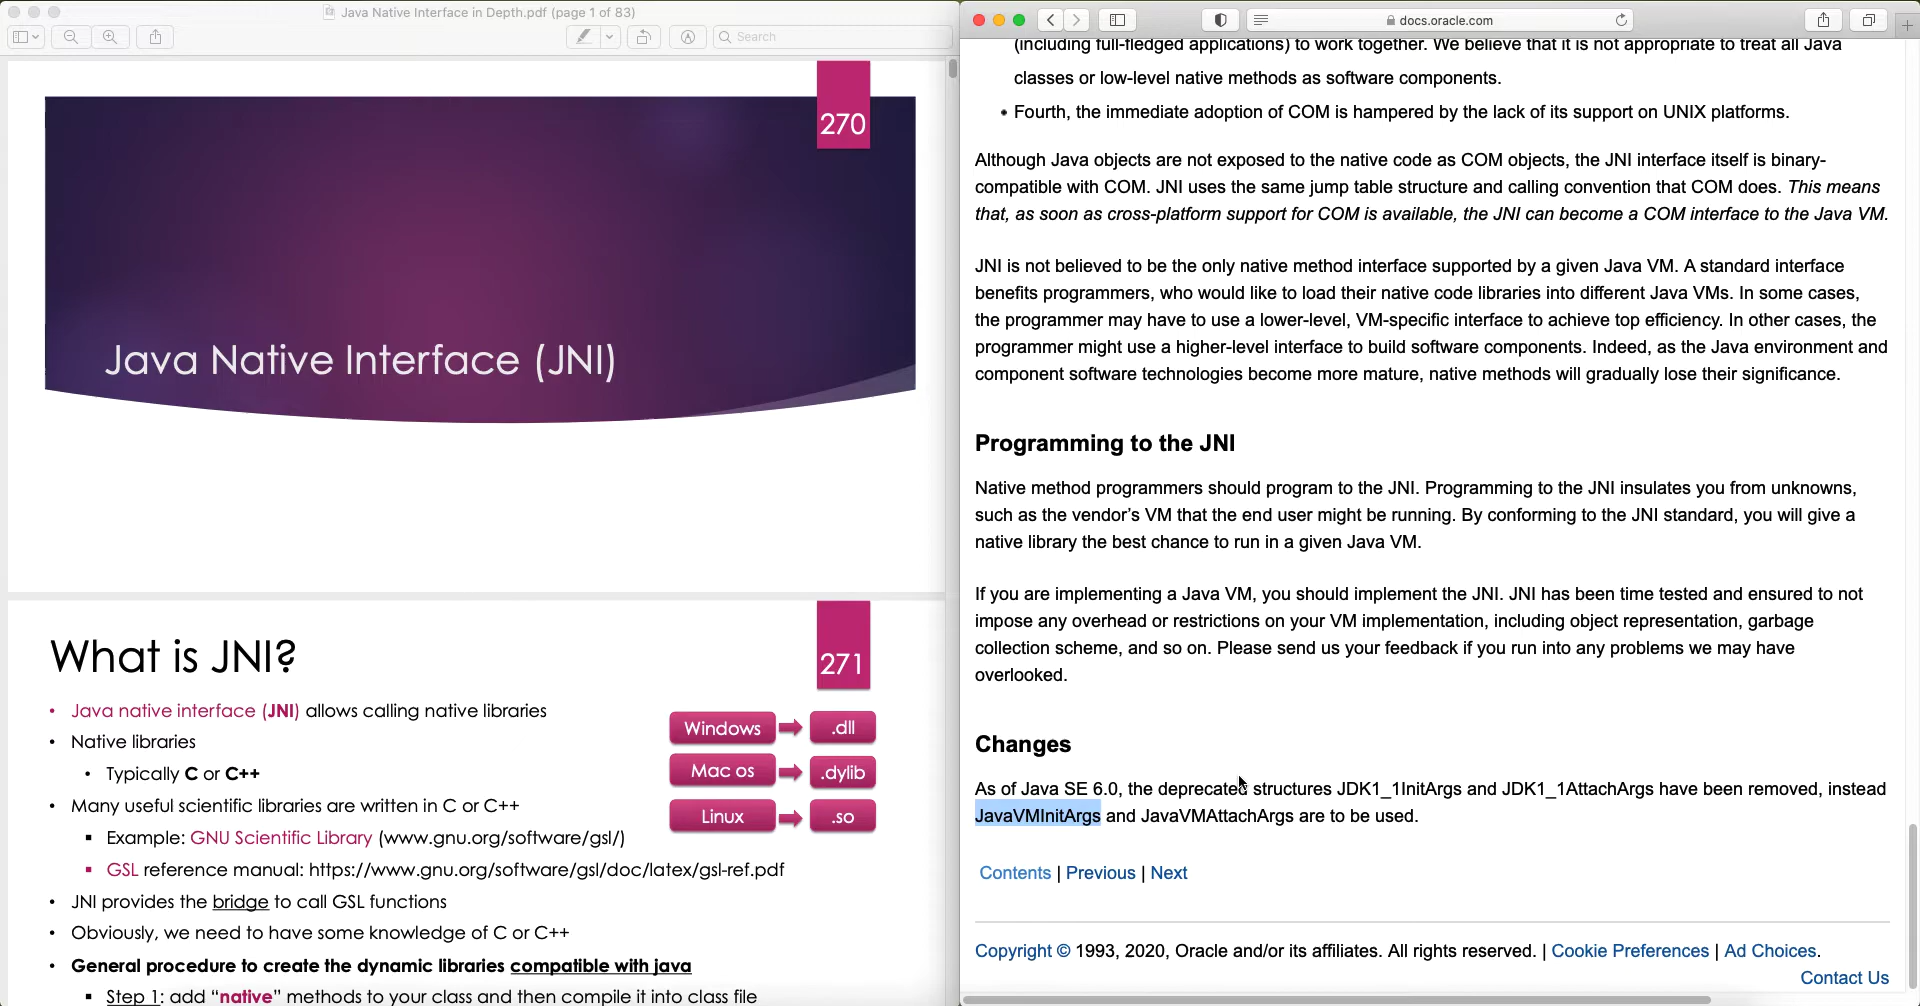 Java Native Interface in Depth.pdf (page 1 of 83)
Search
270
Java Native Interface (JNI)
271
What is JNI?
• Java native interface (JNI) allows calling native libraries
• Native libraries
• Typically C or C++
• Many useful scientific libraries are written in C or C++
▪ Example: GNU Scientific Library (www.gnu.org/software/gsl/)
▪ GSL reference manual: https://www.gnu.org/software/gsl/doc/latex/gsl-ref.pdf
• JNI provides the bridge to call GSL functions
• Obviously, we need to have some knowledge of C or C++
• General procedure to create the dynamic libraries compatible with java
▪ Step 1: add “native” methods to your class and then compile it into class file
Windows .dll
Mac os .dylib
Linux .so
docs.oracle.com
(including full-fledged applications) to work together. We believe that it is not appropriate to treat all Java
classes or low-level native methods as software components.
• Fourth, the immediate adoption of COM is hampered by the lack of its support on UNIX platforms.
Although Java objects are not exposed to the native code as COM objects, the JNI interface itself is binary-
compatible with COM. JNI uses the same jump table structure and calling convention that COM does. This means
that, as soon as cross-platform support for COM is available, the JNI can become a COM interface to the Java VM.
JNI is not believed to be the only native method interface supported by a given Java VM. A standard interface
benefits programmers, who would like to load their native code libraries into different Java VMs. In some cases,
the programmer may have to use a lower-level, VM-specific interface to achieve top efficiency. In other cases, the
programmer might use a higher-level interface to build software components. Indeed, as the Java environment and
component software technologies become more mature, native methods will gradually lose their significance.
Programming to the JNI
Native method programmers should program to the JNI. Programming to the JNI insulates you from unknowns,
such as the vendor’s VM that the end user might be running. By conforming to the JNI standard, you will give a
native library the best chance to run in a given Java VM.
If you are implementing a Java VM, you should implement the JNI. JNI has been time tested and ensured to not
impose any overhead or restrictions on your VM implementation, including object representation, garbage
collection scheme, and so on. Please send us your feedback if you run into any problems we may have
overlooked.
Changes
As of Java SE 6.0, the deprecated structures JDK1_1InitArgs and JDK1_1AttachArgs have been removed, instead
JavaVMInitArgs and JavaVMAttachArgs are to be used.
Contents | Previous | Next
Copyright © 1993, 2020, Oracle and/or its affiliates. All rights reserved. | Cookie Preferences | Ad Choices.
Contact Us